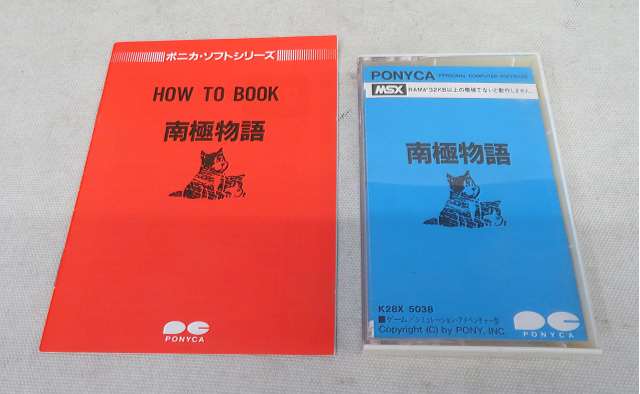 ポニカ・ソフトシリーズ
HOW TO BOOK
南極物語
PC
PONYCA
PONYCA PERSONAL COMPUTER SOFTWARE
MSX RAMが32KB以上の機種でないと動作しません。
南極物語
K28X 5038
■ゲーム/シミュレーション・アドベンチャー型
Copyright (C) by PONY, INC.
PC
PONYCA